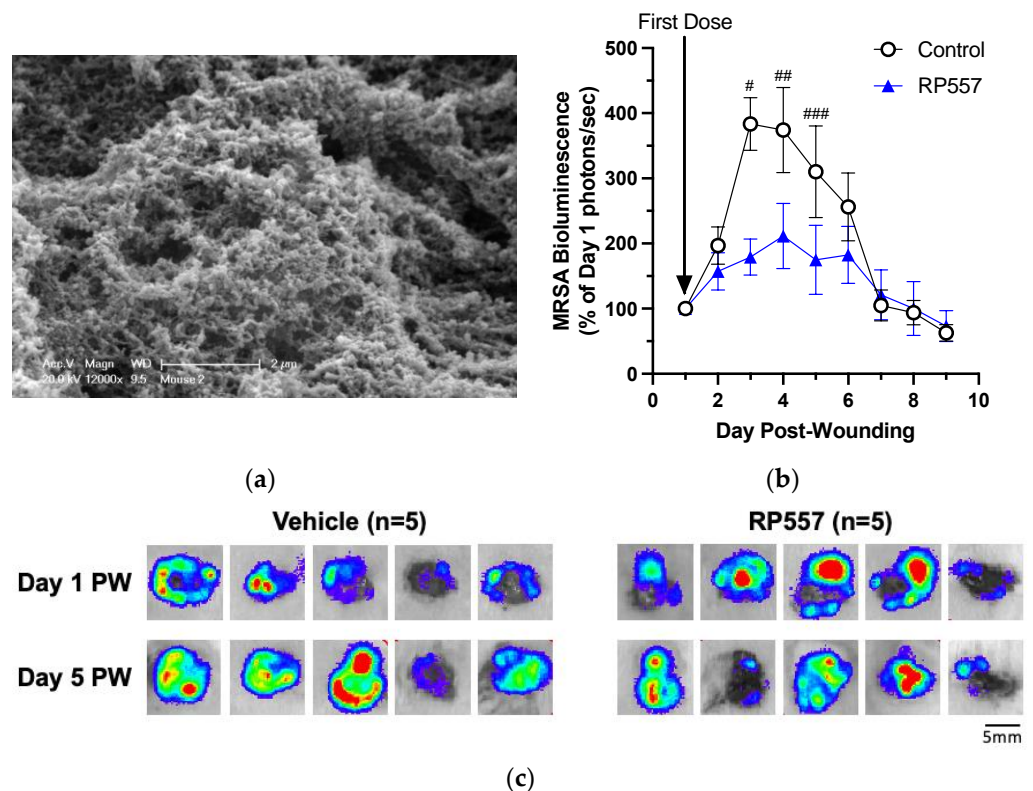 First Dose
500
400
300
200
100
0
MRSA Bioluminescence
(% of Day 1 photons/sec)
Control
RP557
#
##
###
0 2 4 6 8 10
Day Post-Wounding
Acc.V Magn WD 2 µm
20.0 kV 12000x 9.5 Mouse 2
(a)
(b)
Vehicle (n=5)
RP557 (n=5)
Day 1 PW
Day 5 PW
5mm
(c)